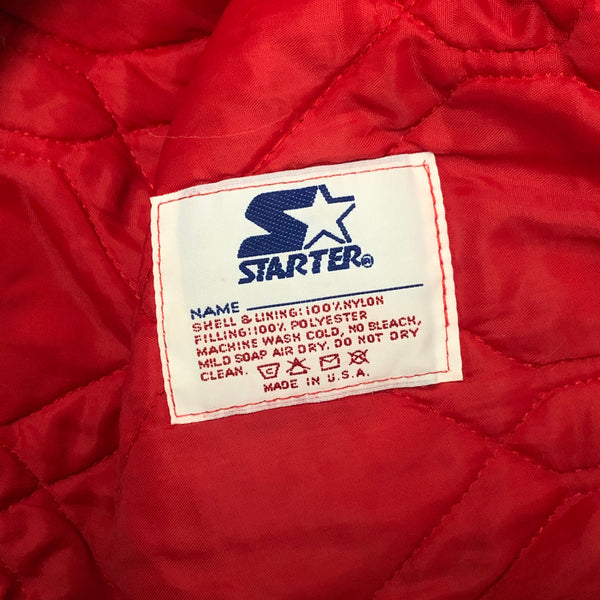 STARTER®
NAME
SHELL & LINING:100% NYLON
FILLING:100% POLYESTER
MACHINE WASH COLD, NO BLEACH,
MILD SOAP AIR DRY. DO NOT DRY
CLEAN.
MADE IN U.S.A.